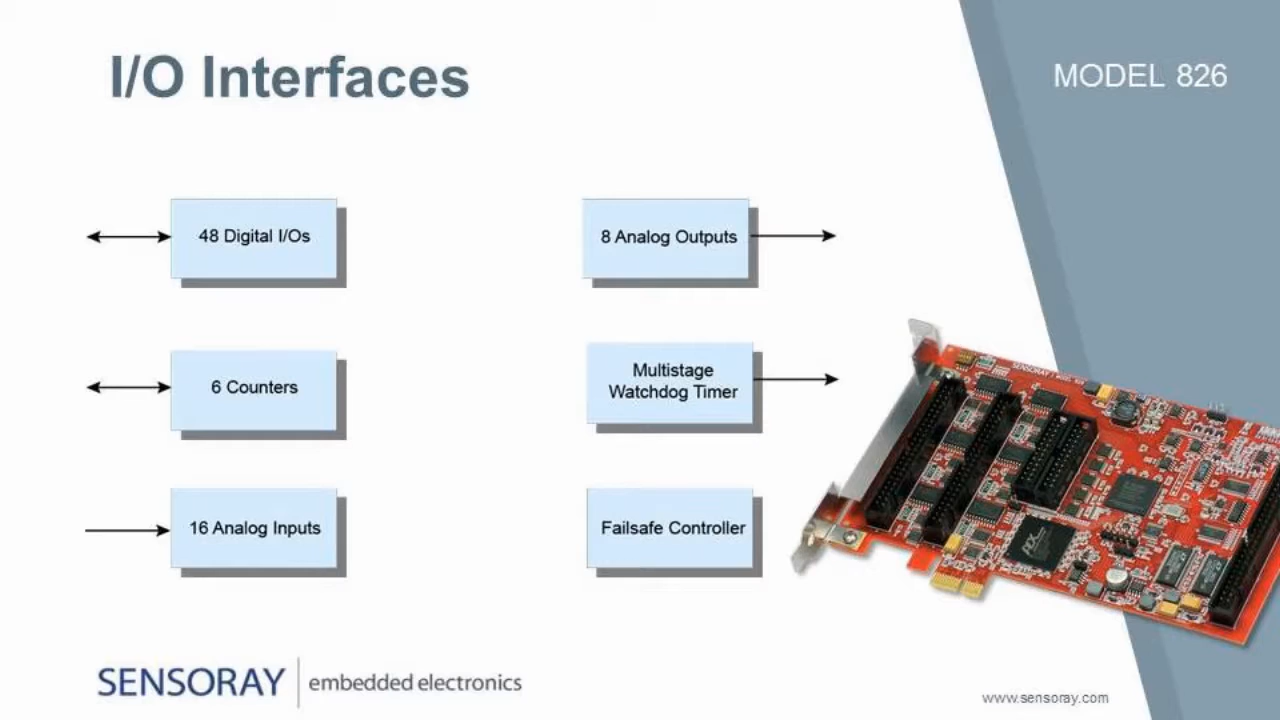 I/O Interfaces
MODEL 826
48 Digital I/Os
8 Analog Outputs
6 Counters
Multistage
Watchdog Timer
16 Analog Inputs
Failsafe Controller
SENSORAY
embedded electronics
www.sensoray.com
SENSORAY